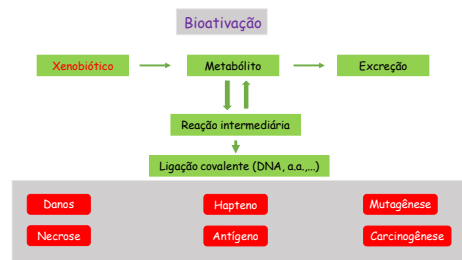 Bioativação
Xenobiótico
Metabólito
Excreção
Reação intermediária
Ligação covalente (DNA, a.a.,...)
Danos
Hapteno
Mutagênese
Necrose
Antígeno
Carcinogênese